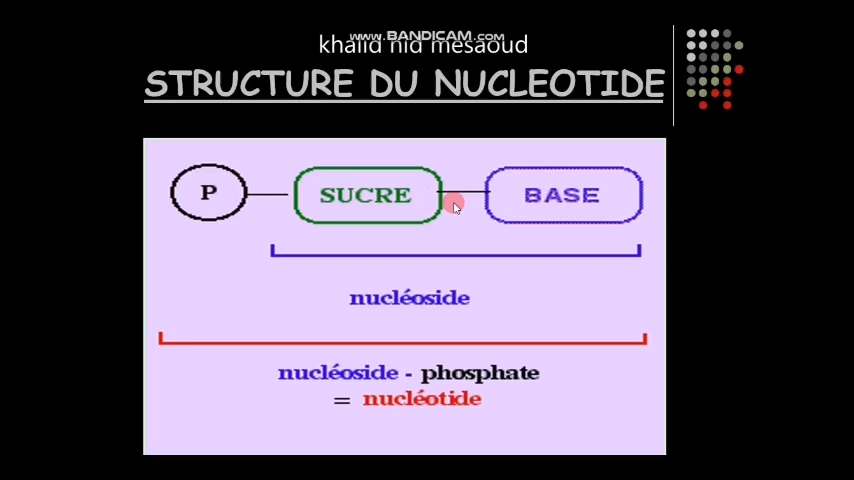 www.BANDICAM.com
khalid nid mesaoud
STRUCTURE DU NUCLEOTIDE
P SUCRE BASE
nucléoside
nucléoside - phosphate
= nucléotide